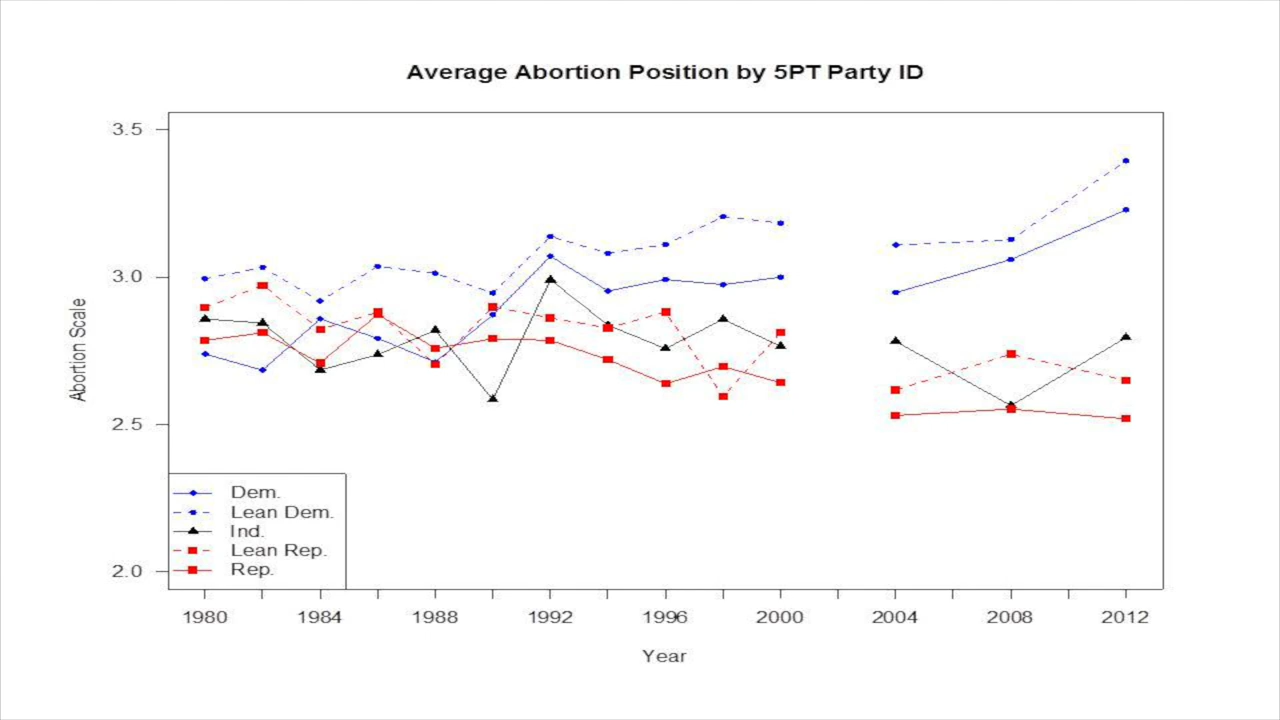 Average Abortion Position by 5PT Party ID
3.5
3.0
2.5
2.0
Abortion Scale
Dem.
Lean Dem.
Ind.
Lean Rep.
Rep.
1980 1984 1988 1992 1996 2000 2004 2008 2012
Year